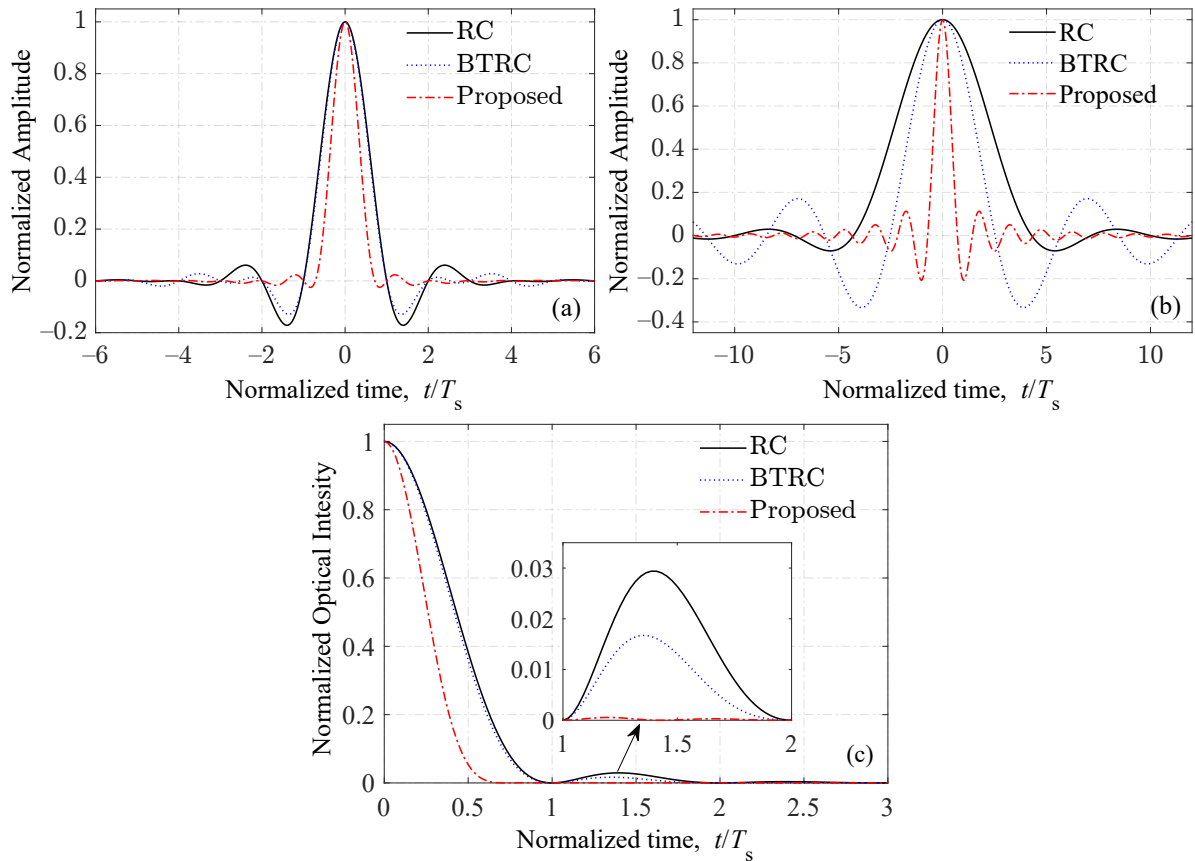 1
0.8
0.6
0.4
0.2
0
−0.2
Normalized Amplitude
RC
BTRC
Proposed
(a)
−6
−4
−2
0
2
4
6
Normalized time, t/Ts
1
0.8
0.6
0.4
0.2
0
−0.2
−0.4
Normalized Amplitude
RC
BTRC
Proposed
(b)
−10
−5
0
5
10
Normalized time, t/Ts
1
0.8
0.6
0.4
0.2
0
Normalized Optical Intesity
RC
BTRC
Proposed
0.03
0.02
0.01
0
1
1.5
2
(c)
0
0.5
1
1.5
2
2.5
3
Normalized time, t/Ts